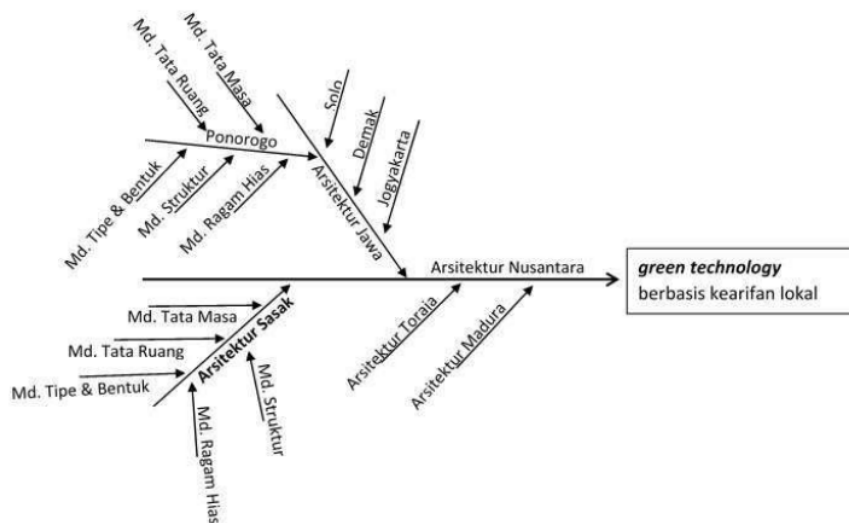 Md. Tata Ruang
Md. Tata Masa
Ponorogo
Md. Tipe & Bentuk
Md. Struktur
Md. Ragam Hias
Solo
Demak
Jogyakarta
Arsitektur Jawa
Arsitektur Nusantara
green technology
berbasis kearifan lokal
Md. Tata Masa
Md. Tata Ruang
Md. Tipe & Bentuk
Arsitektur Sasak
Md. Struktur
Md. Ragam Hias
Arsitektur Toraja
Arsitektur Madura